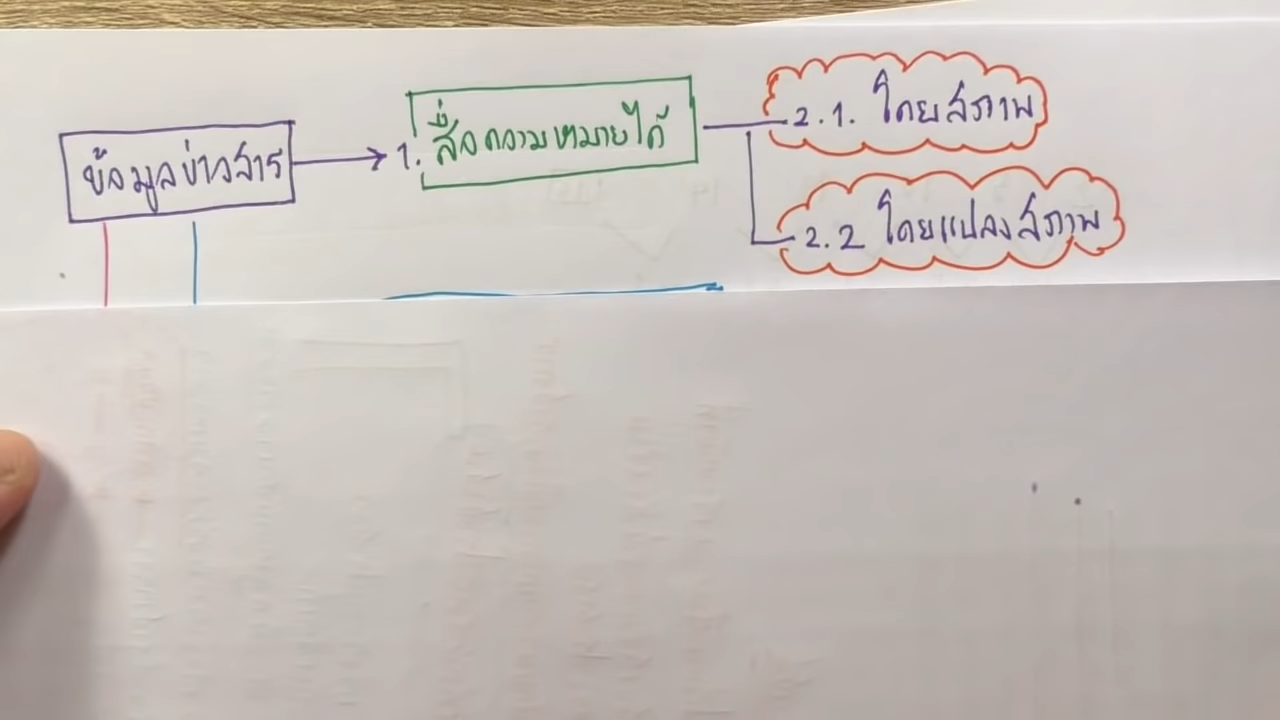 ข้อมูลข่าวสาร
1. สื่อความหมายได้
2.1. โดยสภาพ
2.2 โดยแปลงสภาพ